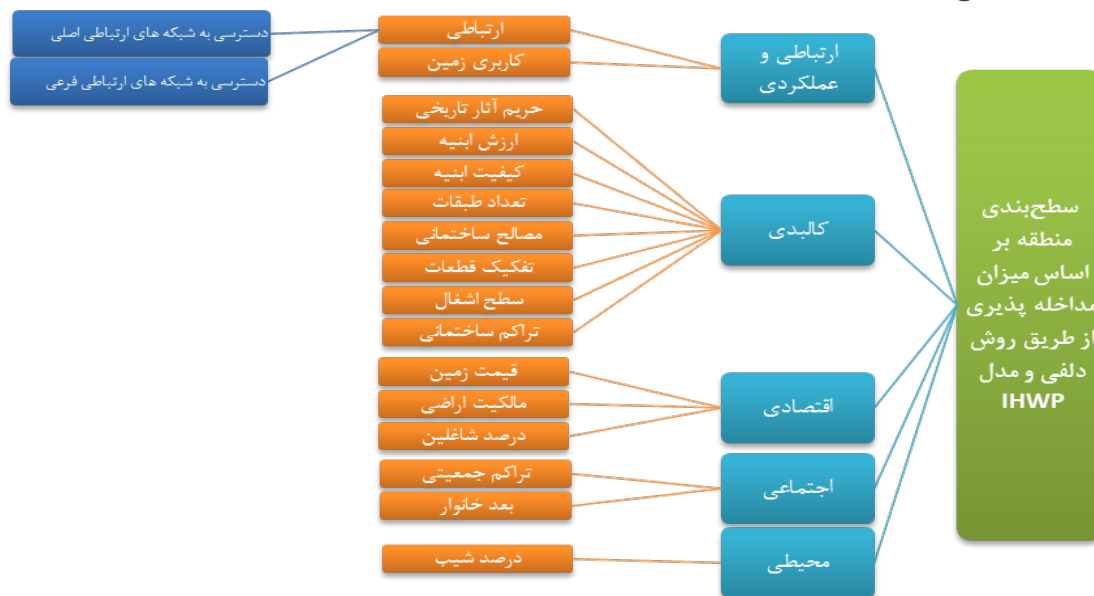 سطح‌بندی
منطقه بر
اساس میزان
مداخله پذیری
از طریق روش
دلفی و مدل
IHWP
ارتباطی و
عملکردی
ارتباطی
دسترسی به شبکه های ارتباطی اصلی
دسترسی به شبکه های ارتباطی فرعی
کاربری زمین
کالبدی
حریم آثار تاریخی
ارزش ابنیه
کیفیت ابنیه
تعداد طبقات
مصالح ساختمانی
تفکیک قطعات
سطح اشغال
تراکم ساختمانی
اقتصادی
قیمت زمین
مالکیت اراضی
درصد شاغلین
اجتماعی
تراکم جمعیتی
بعد خانوار
محیطی
درصد شیب